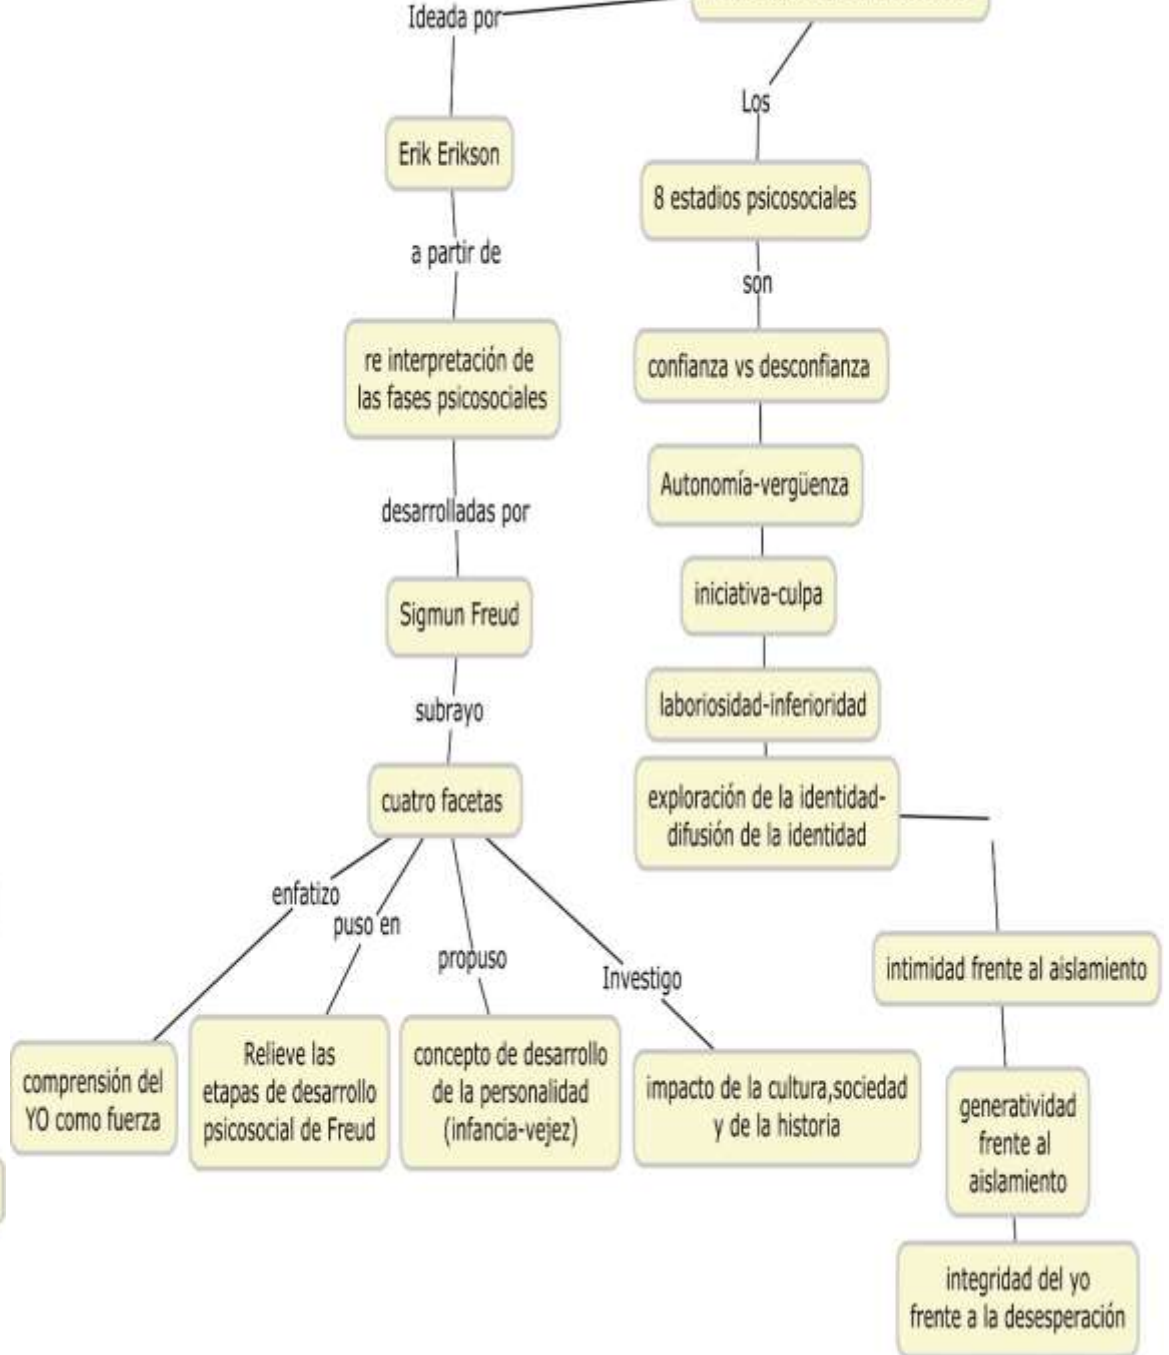 Ideada por
Los
Erik Erikson
8 estadios psicosociales
a partir de
son
re interpretación de
las fases psicosociales
confianza vs desconfianza
Autonomía-vergüenza
desarrolladas por
iniciativa-culpa
Sigmun Freud
laboriosidad-inferioridad
subrayo
cuatro facetas
exploración de la identidad-
difusión de la identidad
enfatizo
puso en
propuso
Investigo
intimidad frente al aislamiento
comprensión del
YO como fuerza
Relieve las
etapas de desarrollo
psicosocial de Freud
concepto de desarrollo
de la personalidad
(infancia-vejez)
impacto de la cultura,sociedad
y de la historia
generatividad
frente al
aislamiento
integridad del yo
frente a la desesperación